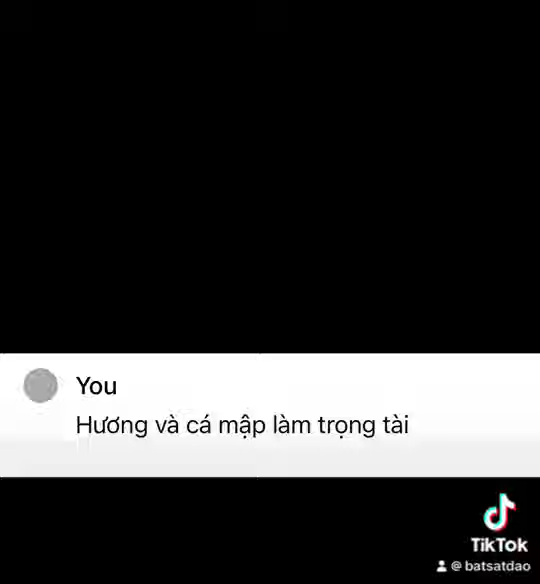 You
Hương và cá mập làm trọng tài
TikTok
@ batsatdao